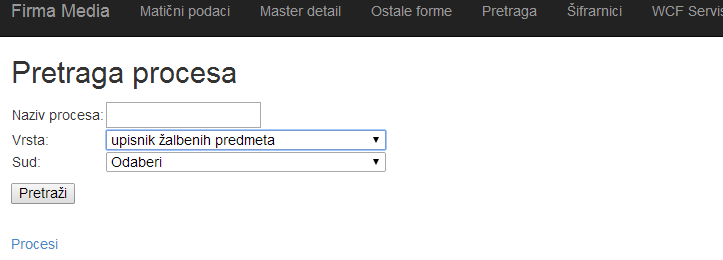 Firma Media Matični podaci Master detail Ostale forme Pretraga Šifrarnici WCF Servis
Pretraga procesa
Naziv procesa:
Vrsta: upisnik žalbenih predmeta
Sud: Odaberi
Pretraži
Procesi